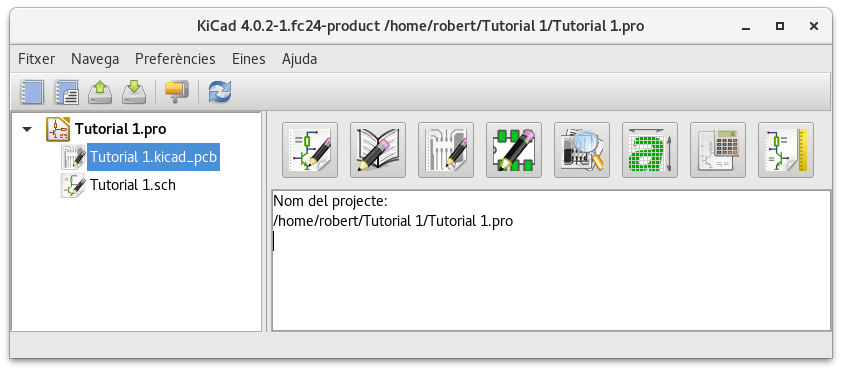 KiCad 4.0.2-1.fc24-product /home/robert/Tutorial 1/Tutorial 1.pro
Fitxer Navega Preferències Eines Ajuda
Tutorial 1.pro
Tutorial 1.kicad_pcb
Tutorial 1.sch
Nom del projecte:
/home/robert/Tutorial 1/Tutorial 1.pro